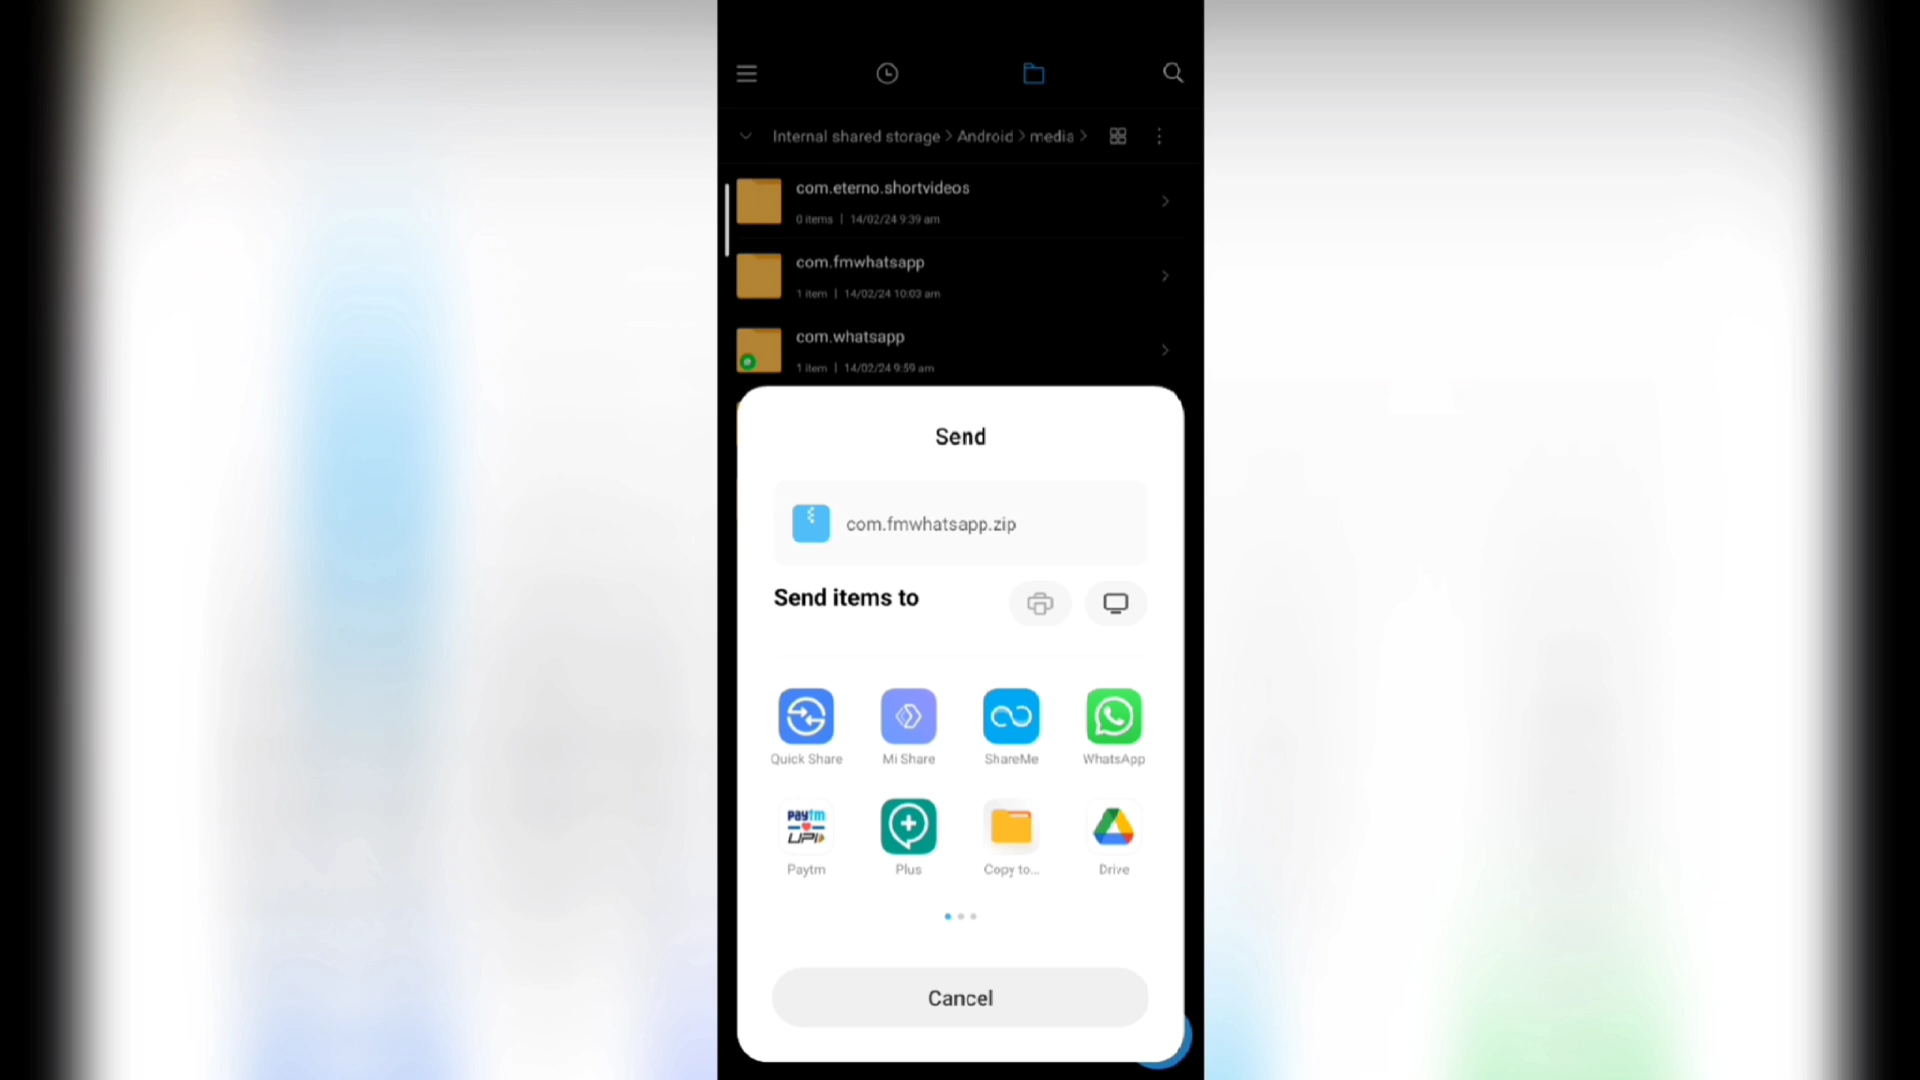 Internal shared storage > Android > media >
com.eterno.shortvideos
0 items | 14/02/24 9:39 am
com.fmwhatsapp
1 item | 14/02/24 10:03 am
com.whatsapp
1 item | 14/02/24 9:59 am
Send
com.fmwhatsapp.zip
Send items to
Quick Share
Mi Share
ShareMe
WhatsApp
Paytm
UPI
Paytm
Plus
Copy to...
Drive
Cancel